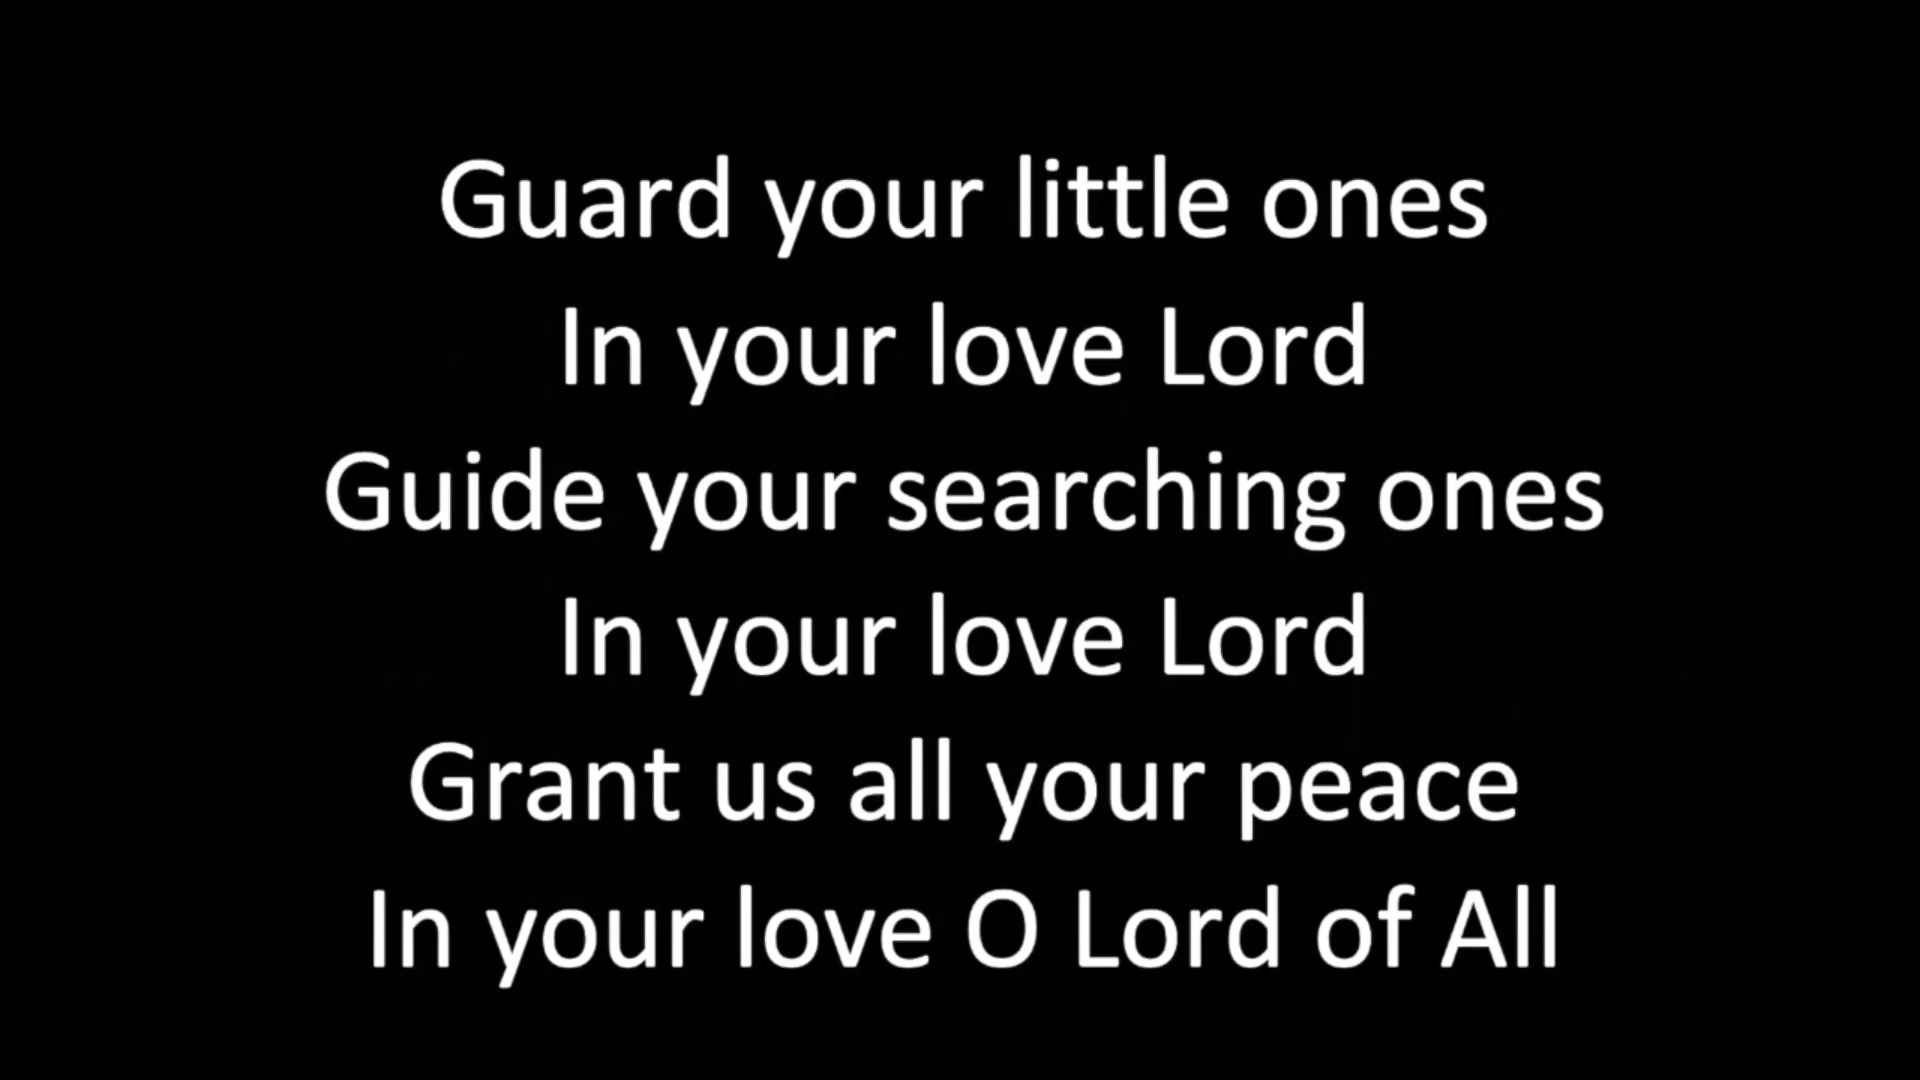 Guard your little ones
In your love Lord
Guide your searching ones
In your love Lord
Grant us all your peace
In your love O Lord of All